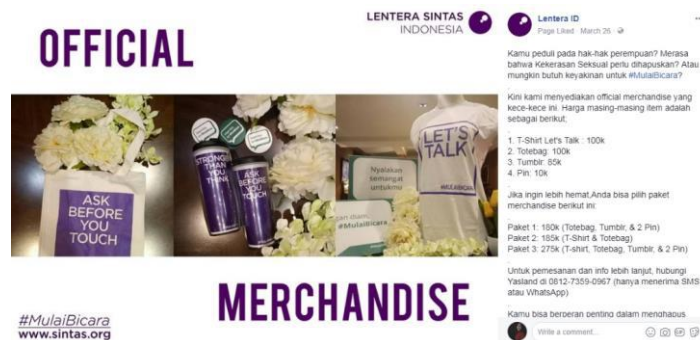 OFFICIAL
LENTERA SINTAS
INDONESIA
ASK
BEFORE
YOU
TOUCH
STRONGER
THAN
YOU
THINK
ASK
BEFORE
YOU
TOUCH
Nyalakan
semangat
untukmu
gan diam,
#MulaiBicara
LET'S
TALK
#MULAIBICARA
MERCHANDISE
#MulaiBicara
www.sintas.org
Lentera ID
Page Liked · March 26 ·
Kamu peduli pada hak-hak perempuan? Merasa
bahwa Kekerasan Seksual perlu dihapuskan? Atau
mungkin butuh keyakinan untuk #MulaiBicara?
Kini kami menyediakan official merchandise yang
kece-kece ini. Harga masing-masing item adalah
sebagai berikut:
.
1. T-Shirt Let's Talk : 100k
2. Totebag: 100k
3. Tumblr: 85k
4. Pin: 10k
.
Jika ingin lebih hemat,Anda bisa pilih paket
merchandise berikut ini:
.
Paket 1: 180k (Totebag, Tumblr, & 2 Pin)
Paket 2: 185k (T-Shirt & Totebag)
Paket 3: 275k (T-shirt, Totebag, Tumblr, & 2 Pin)
.
Untuk pemesanan dan info lebih lanjut, hubungi
Yasland di 0812-7359-0967 (hanya menerima SMS
atau WhatsApp)
.
Kamu bisa berperan penting dalam menghapus
Write a comment...